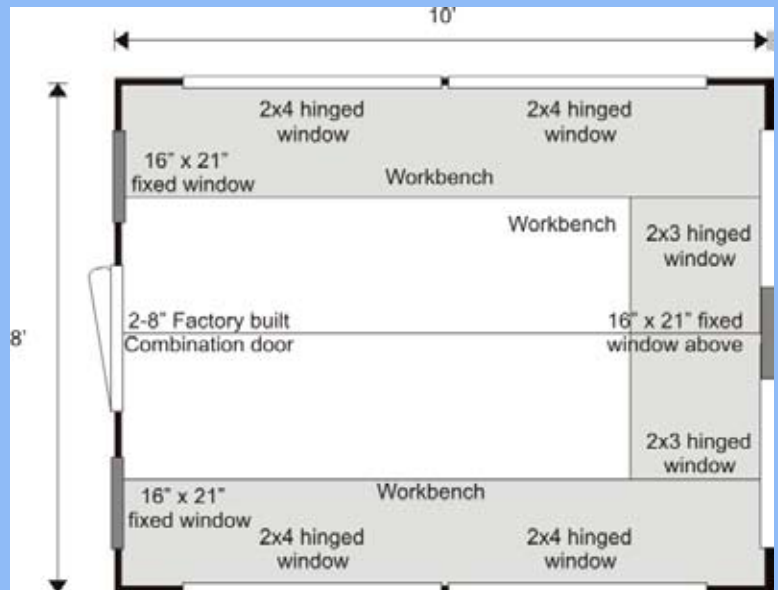 10’
2x4 hinged
window
2x4 hinged
window
16” x 21”
fixed window
Workbench
Workbench
2x3 hinged
window
8’
2-8” Factory built
Combination door
16” x 21” fixed
window above
2x3 hinged
window
16” x 21”
fixed window
Workbench
2x4 hinged
window
2x4 hinged
window